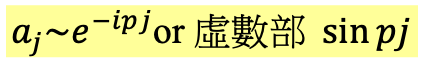 a_j~e^{-ipj} or 虛數部 sin pj